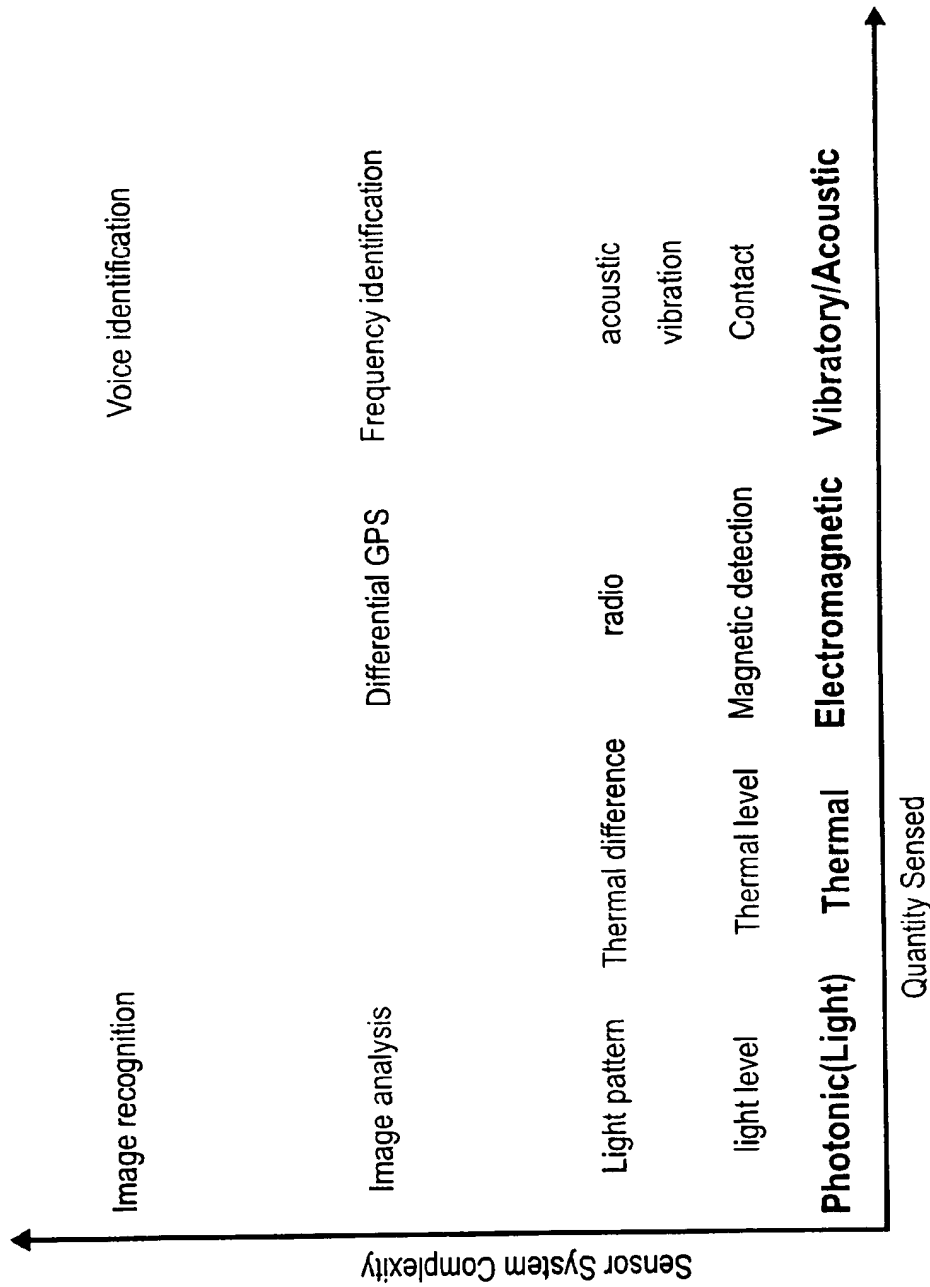 Image recognition
Voice identification
Image analysis
Differential GPS
Frequency identification
Light pattern
Thermal difference
radio
acoustic
vibration
light level
Thermal level
Magnetic detection
Contact
Photonic(Light)
Thermal
Electromagnetic
Vibratory/Acoustic
Quantity Sensed
Sensor System Complexity